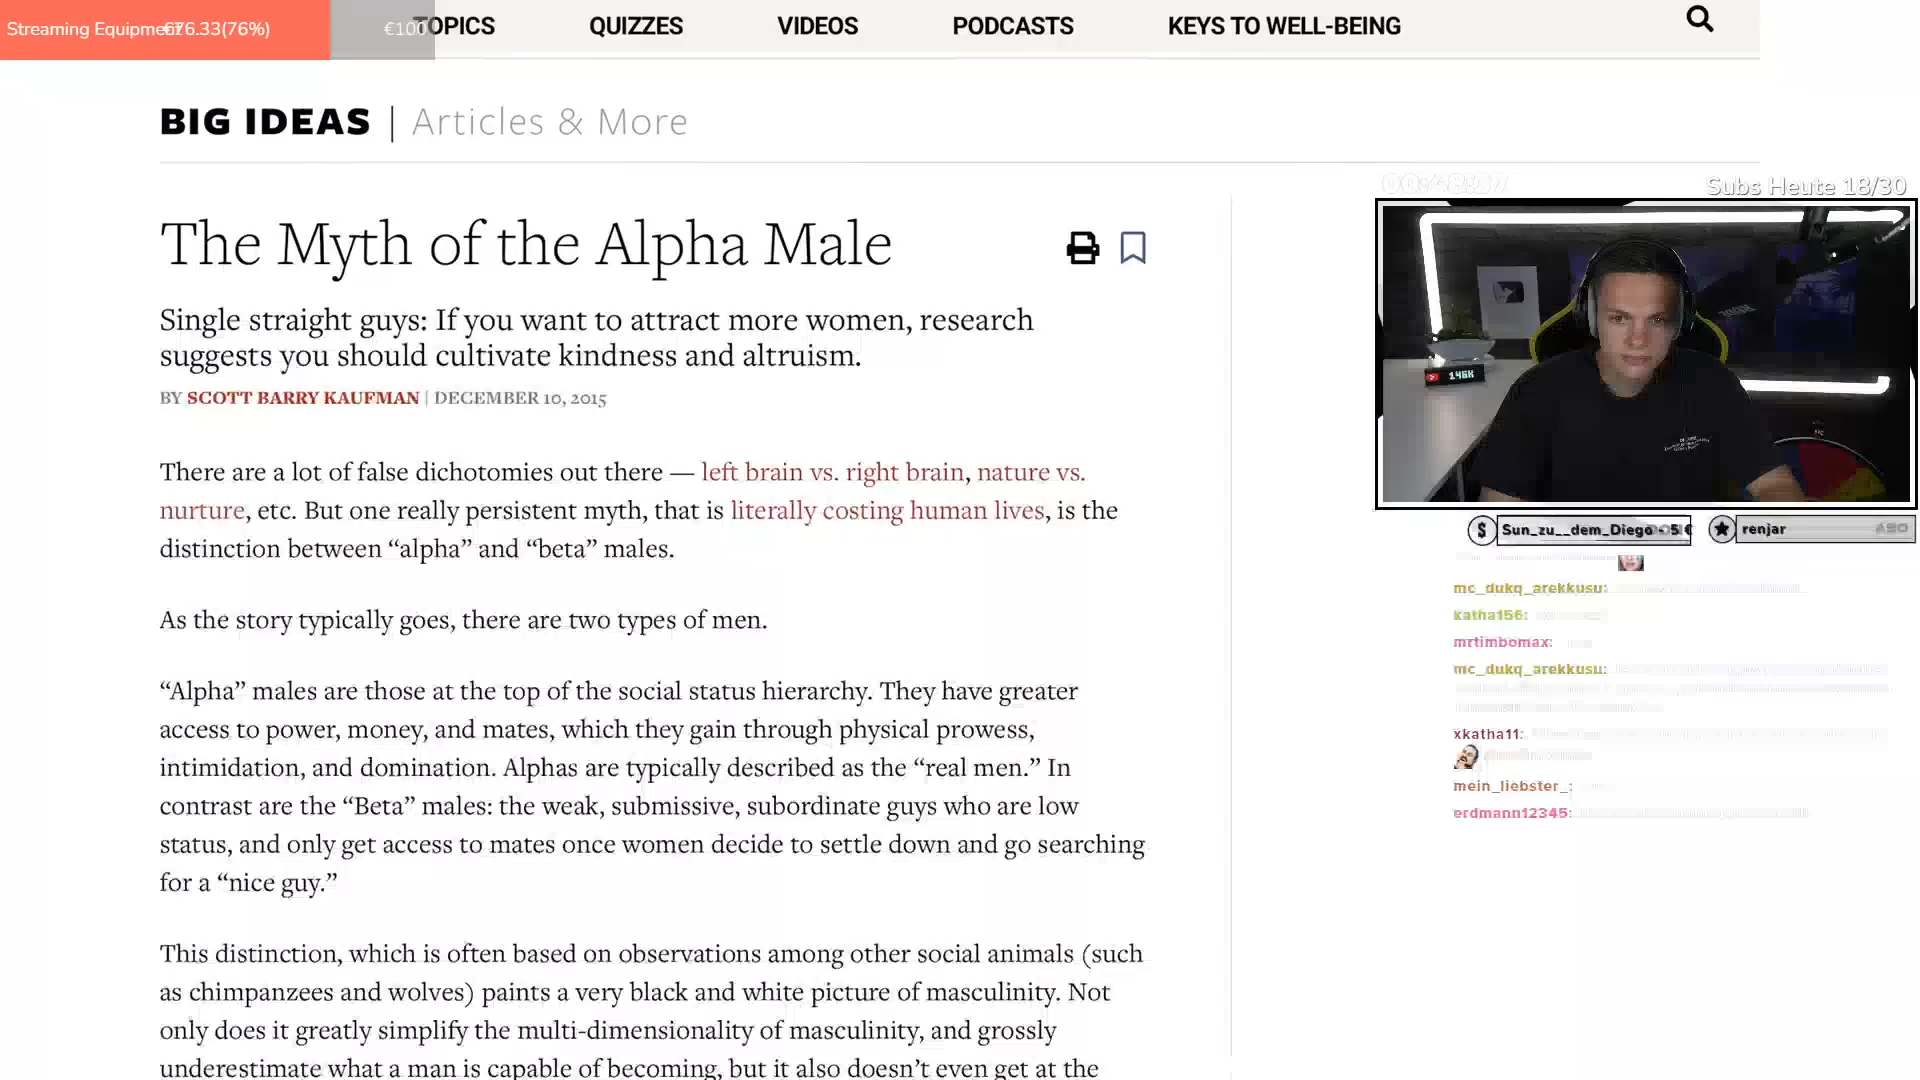 Streaming Equipment €76.33(76%) €100
TOPICS QUIZZES VIDEOS PODCASTS KEYS TO WELL-BEING
BIG IDEAS | Articles & More
The Myth of the Alpha Male
Single straight guys: If you want to attract more women, research
suggests you should cultivate kindness and altruism.
BY SCOTT BARRY KAUFMAN | DECEMBER 10, 2015
There are a lot of false dichotomies out there — left brain vs. right brain, nature vs.
nurture, etc. But one really persistent myth, that is literally costing human lives, is the
distinction between “alpha” and “beta” males.
As the story typically goes, there are two types of men.
“Alpha” males are those at the top of the social status hierarchy. They have greater
access to power, money, and mates, which they gain through physical prowess,
intimidation, and domination. Alphas are typically described as the “real men.” In
contrast are the “Beta” males: the weak, submissive, subordinate guys who are low
status, and only get access to mates once women decide to settle down and go searching
for a “nice guy.”
This distinction, which is often based on observations among other social animals (such
as chimpanzees and wolves) paints a very black and white picture of masculinity. Not
only does it greatly simplify the multi-dimensionality of masculinity, and grossly
underestimate what a man is capable of becoming, but it also doesn’t even get at the
Subs Heute 18/30
146K
Sun_zu__dem_Diego - 5 €
renjar
mc_dukq_arekkusu:
katha156:
mrtimbomax:
mc_dukq_arekkusu:
xkatha11:
mein_liebster_:
erdmann12345: